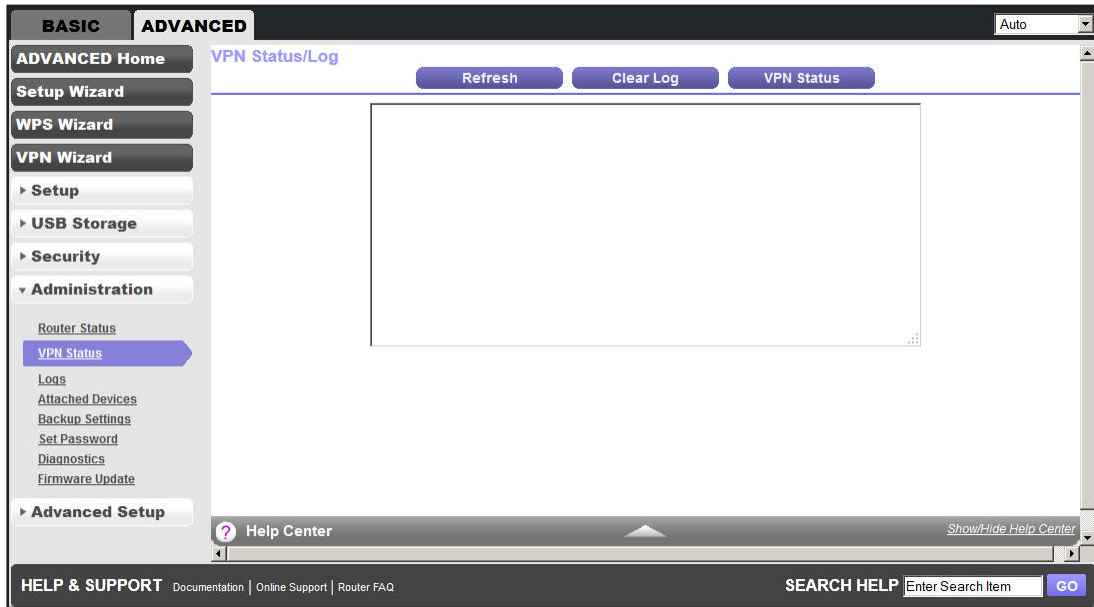 BASIC
ADVANCED
Auto
ADVANCED Home
Setup Wizard
WPS Wizard
VPN Wizard
Setup
USB Storage
Security
Administration
Router Status
VPN Status
Logs
Attached Devices
Backup Settings
Set Password
Diagnostics
Firmware Update
Advanced Setup
VPN Status/Log
Refresh
Clear Log
VPN Status
? Help Center
Show/Hide Help Center
HELP & SUPPORT Documentation | Online Support | Router FAQ
SEARCH HELP Enter Search Item GO